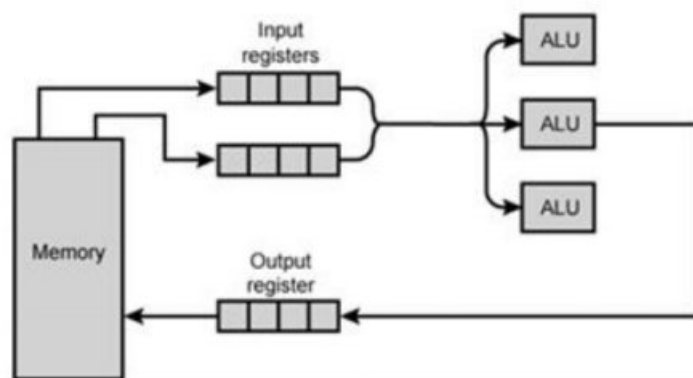 Input
registers
ALU
ALU
ALU
Memory
Output
register